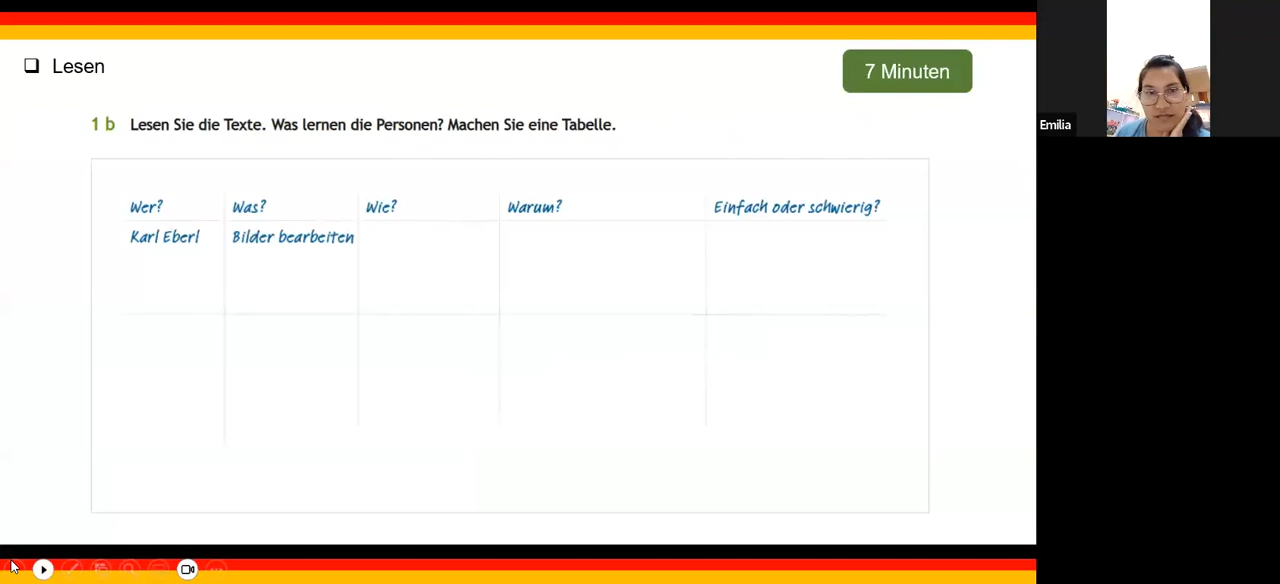 Lesen
7 Minuten
1 b Lesen Sie die Texte. Was lernen die Personen? Machen Sie eine Tabelle.
Wer? Was? Wie? Warum? Einfach oder schwierig?
Karl Eberl Bilder bearbeiten
Emilia